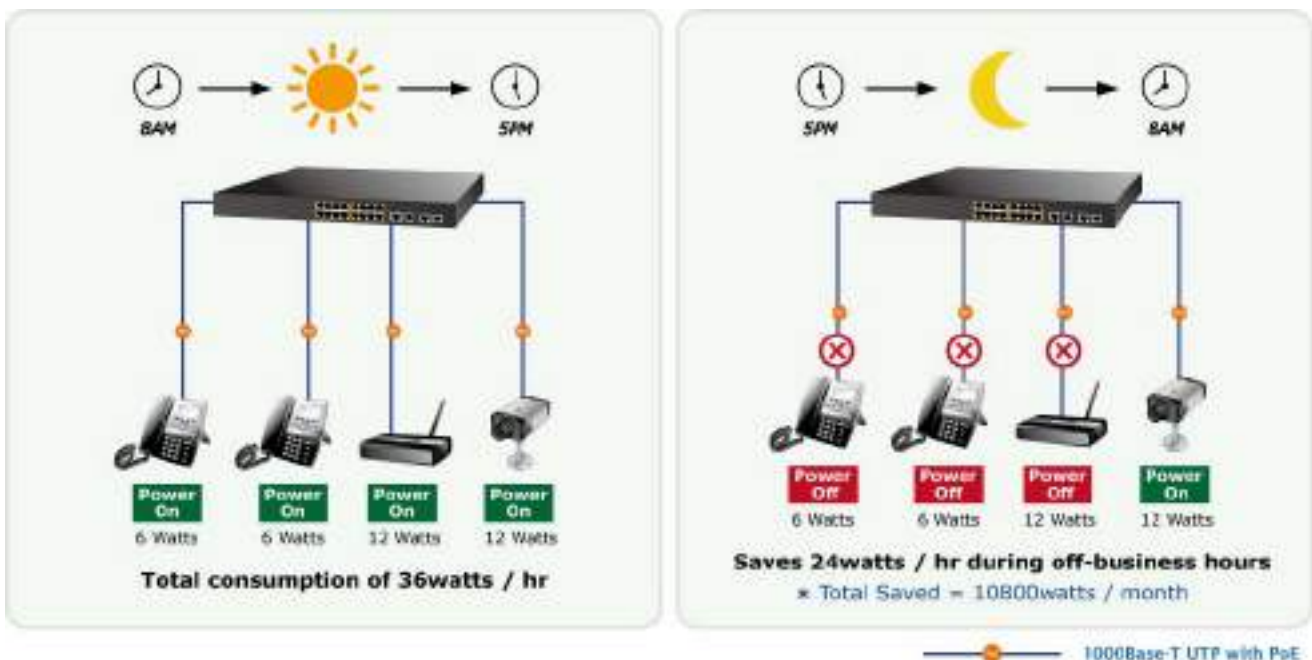 8AM
5PM
Power
On
6 Watts
Power
On
6 Watts
Power
On
12 Watts
Power
On
12 Watts
Total consumption of 36watts / hr
5PM
8AM
Power
Off
6 Watts
Power
Off
6 Watts
Power
Off
12 Watts
Power
On
12 Watts
Saves 24watts / hr during off-business hours
* Total Saved = 10800watts / month
1000Base-T UTP with PoE